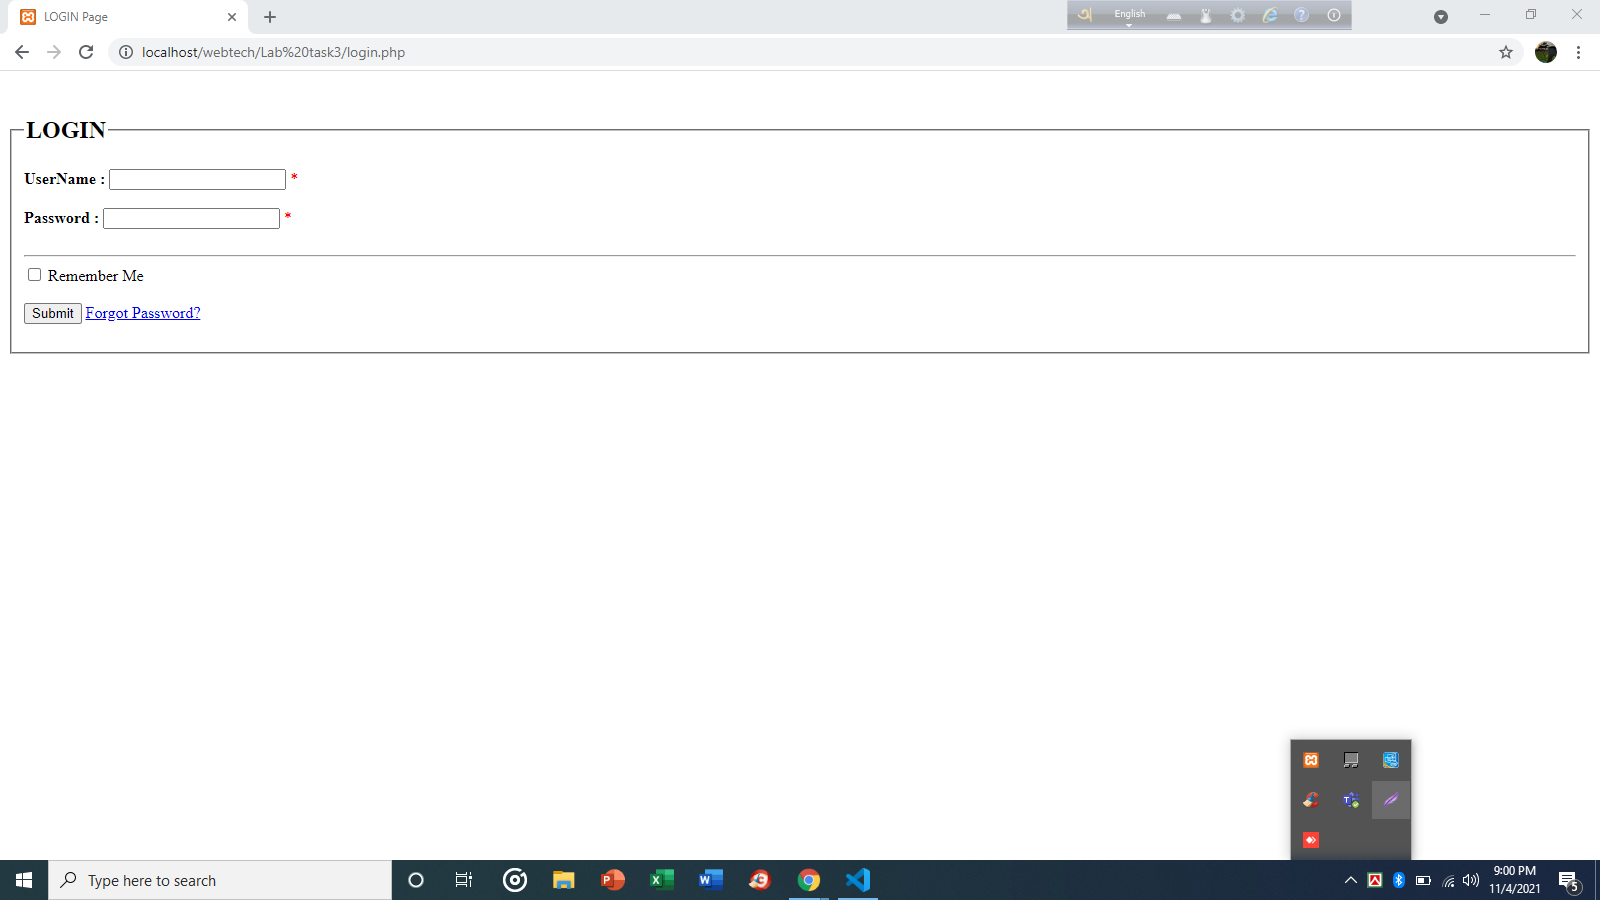 LOGIN Page
অ English
localhost/webtech/Lab%20task3/login.php
LOGIN
UserName : *
Password : *
Remember Me
Submit Forgot Password?
Type here to search
9:00 PM
11/4/2021
5